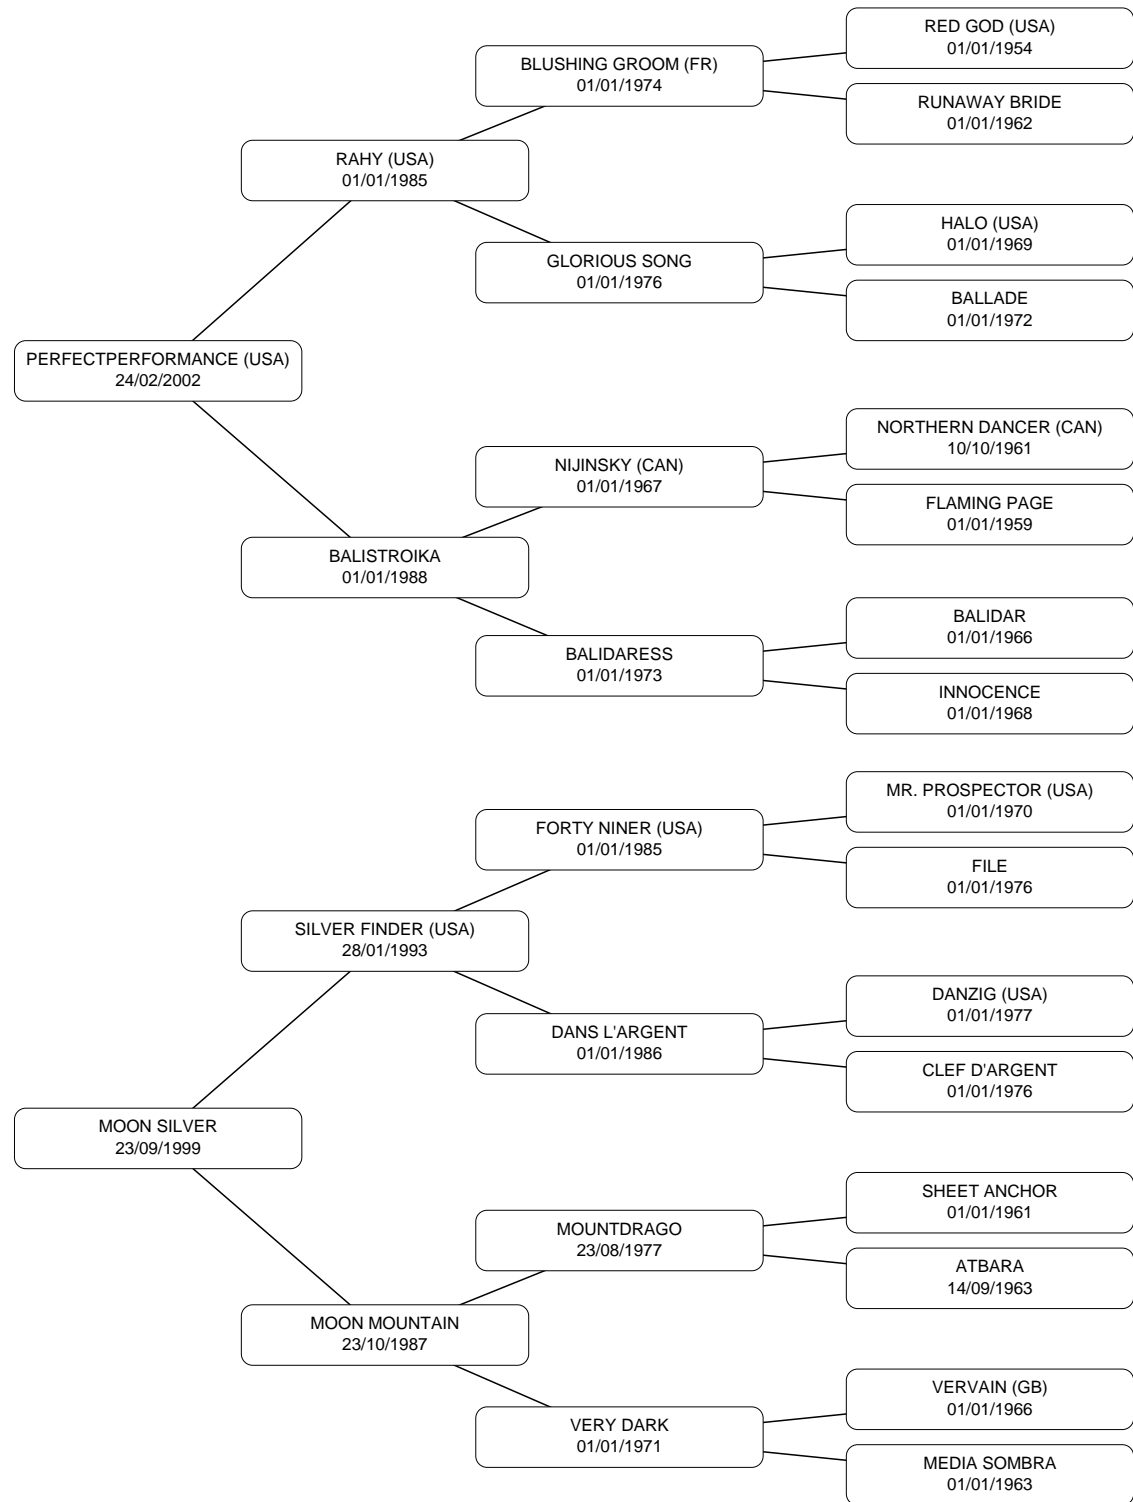 RED GOD (USA)
01/01/1954
BLUSHING GROOM (FR)
01/01/1974
RUNAWAY BRIDE
01/01/1962
RAHY (USA)
01/01/1985
HALO (USA)
01/01/1969
GLORIOUS SONG
01/01/1976
BALLADE
01/01/1972
PERFECTPERFORMANCE (USA)
24/02/2002
NORTHERN DANCER (CAN)
10/10/1961
NIJINSKY (CAN)
01/01/1967
FLAMING PAGE
01/01/1959
BALISTROIKA
01/01/1988
BALIDAR
01/01/1966
BALIDARESS
01/01/1973
INNOCENCE
01/01/1968
MR. PROSPECTOR (USA)
01/01/1970
FORTY NINER (USA)
01/01/1985
FILE
01/01/1976
SILVER FINDER (USA)
28/01/1993
DANZIG (USA)
01/01/1977
DANS L'ARGENT
01/01/1986
CLEF D'ARGENT
01/01/1976
MOON SILVER
23/09/1999
SHEET ANCHOR
01/01/1961
MOUNTDRAGO
23/08/1977
ATBARA
14/09/1963
MOON MOUNTAIN
23/10/1987
VERVAIN (GB)
01/01/1966
VERY DARK
01/01/1971
MEDIA SOMBRA
01/01/1963